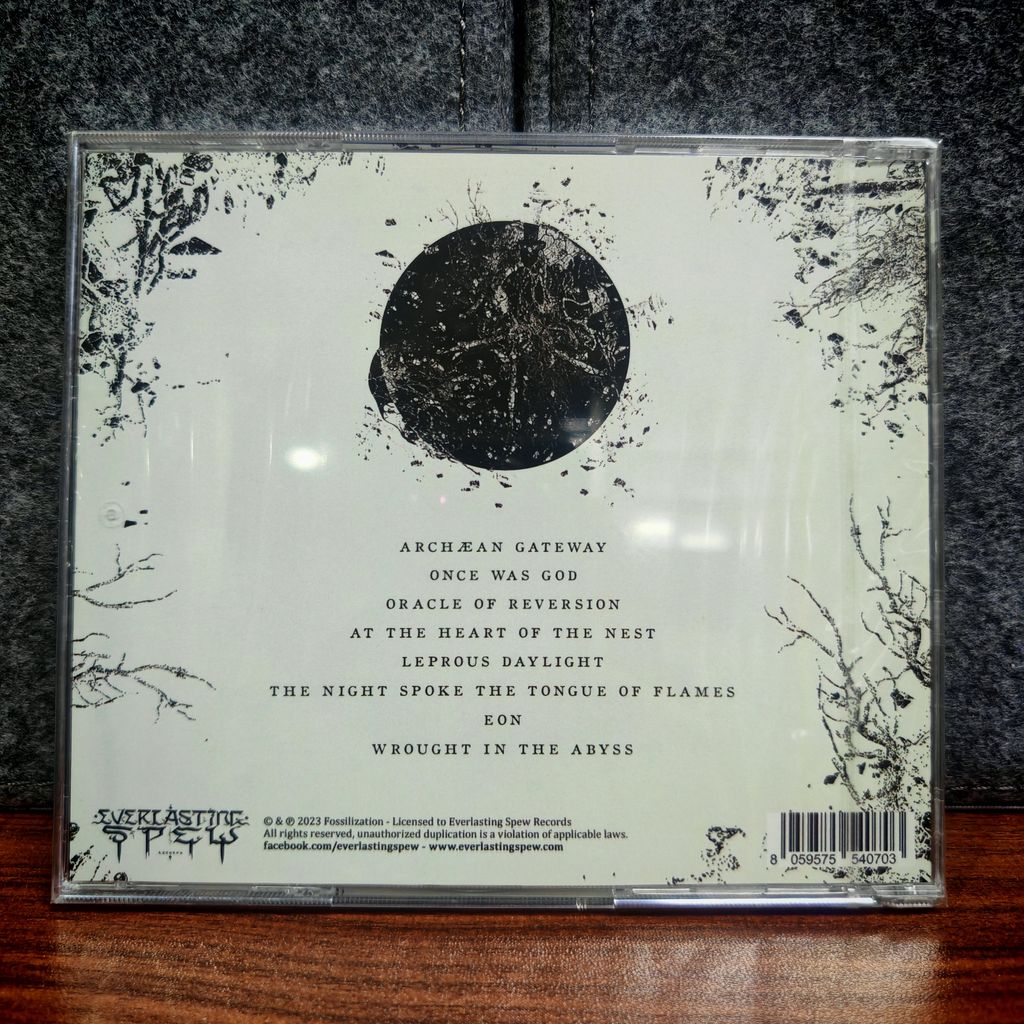 ARCHÆAN GATEWAY
ONCE WAS GOD
ORACLE OF REVERSION
AT THE HEART OF THE NEST
LEPROUS DAYLIGHT
THE NIGHT SPOKE THE TONGUE OF FLAMES
EON
WROUGHT IN THE ABYSS
EVERLASTING
SPEW
RECORDS
© & ℗ 2023 Fossilization - Licensed to Everlasting Spew Records
All rights reserved, unauthorized duplication is a violation of applicable laws.
facebook.com/everlastingspew - www.everlastingspew.com
8 059575 540703